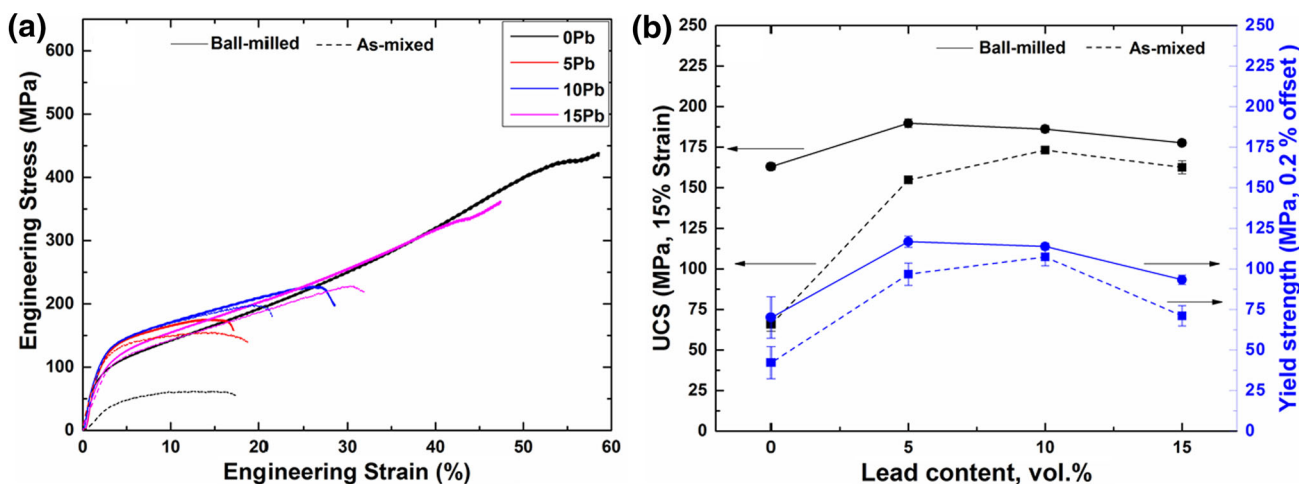 (a)
Engineering Stress (MPa)
600
500
400
300
200
100
0
Ball-milled
As-mixed
0Pb
5Pb
10Pb
15Pb
0 10 20 30 40 50 60
Engineering Strain (%)
(b)
UCS (MPa, 15% Strain)
250
225
200
175
150
125
100
75
50
25
0
Ball-milled
As-mixed
0 5 10 15
Lead content, vol.%
250
225
200
175
150
125
100
75
50
25
0
Yield strength (MPa, 0.2 % offset)